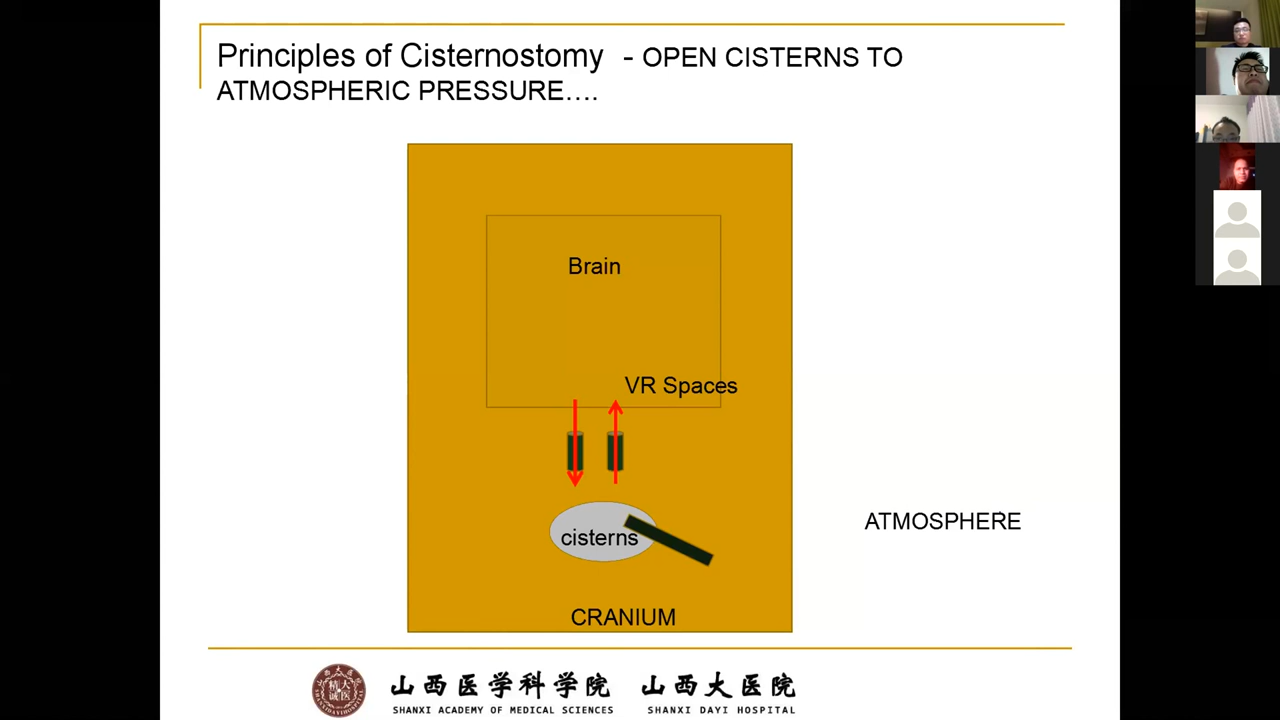 Principles of Cisternostomy - OPEN CISTERNS TO
ATMOSPHERIC PRESSURE….
Brain
VR Spaces
cisterns
ATMOSPHERE
CRANIUM
山西医学科学院 山西大医院
SHANXI ACADEMY OF MEDICAL SCIENCES SHANXI DAYI HOSPITAL